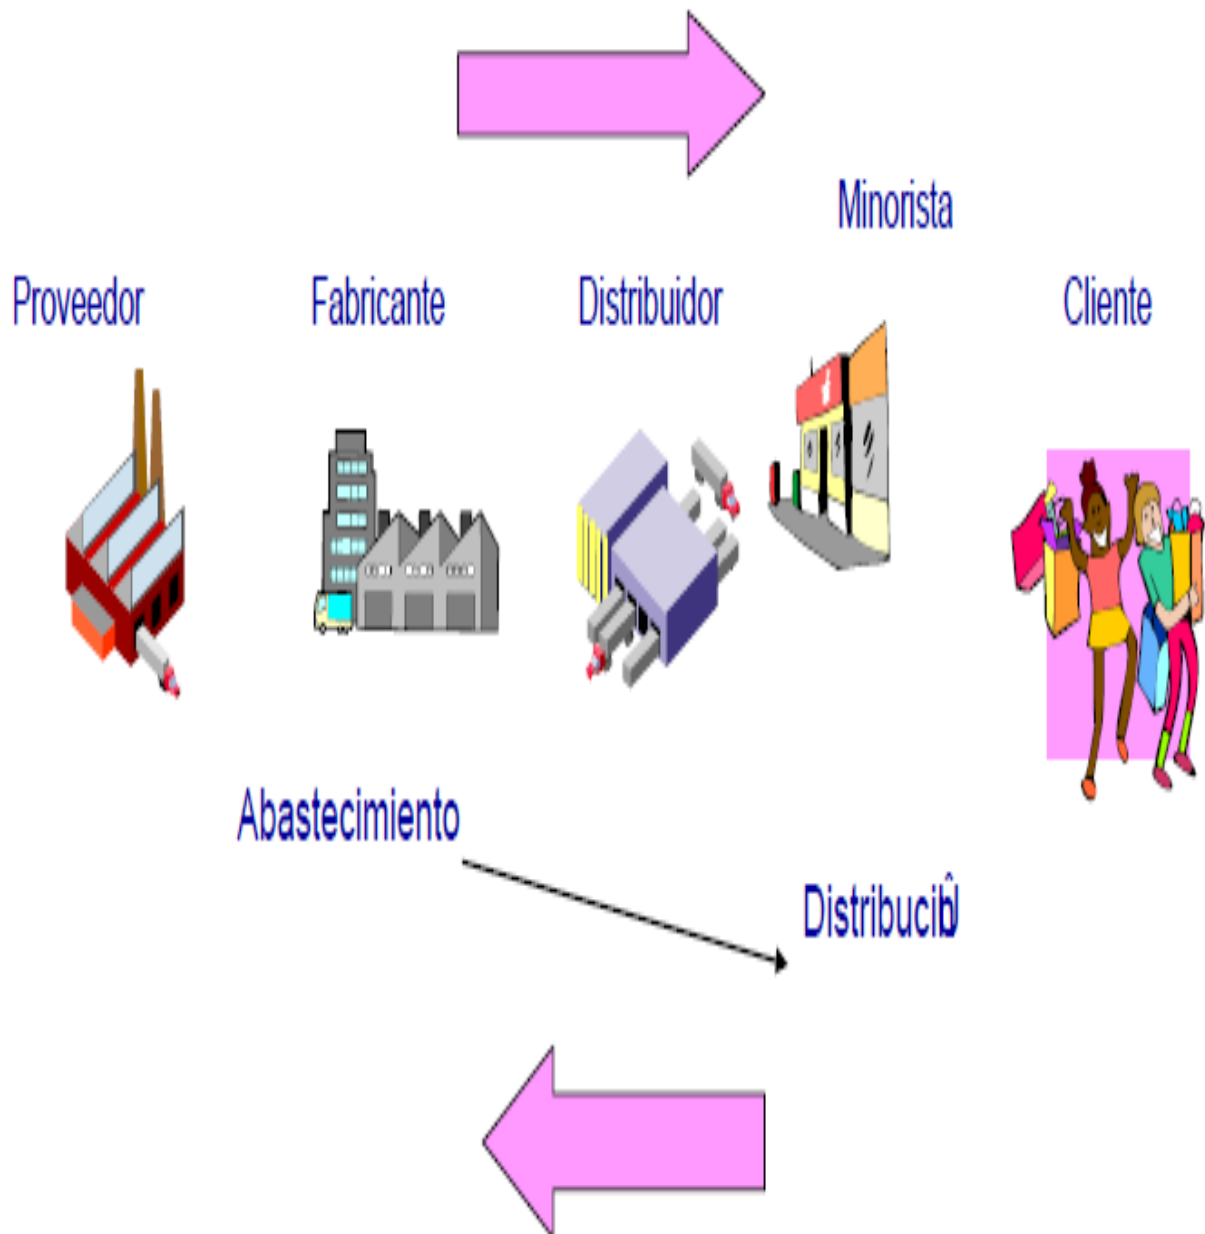 Minorista
Proveedor
Fabricante
Distribuidor
Cliente
Abastecimiento